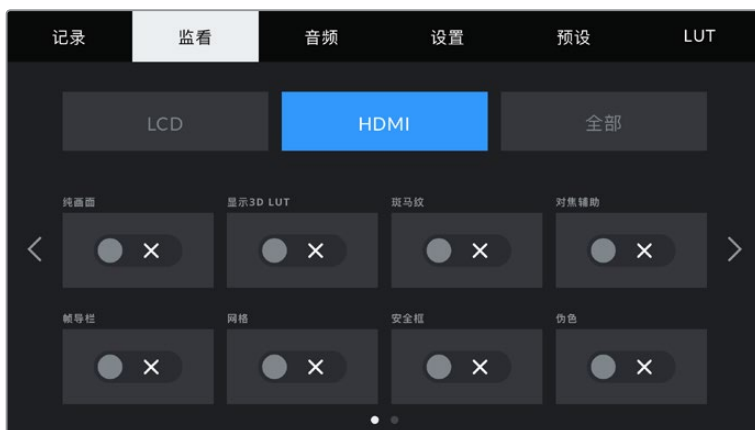 记录 监看 音频 设置 预设 LUT
LCD HDMI 全部
纯画面 显示3D LUT 斑马纹 对焦辅助
帧导栏 网格 安全框 伪色